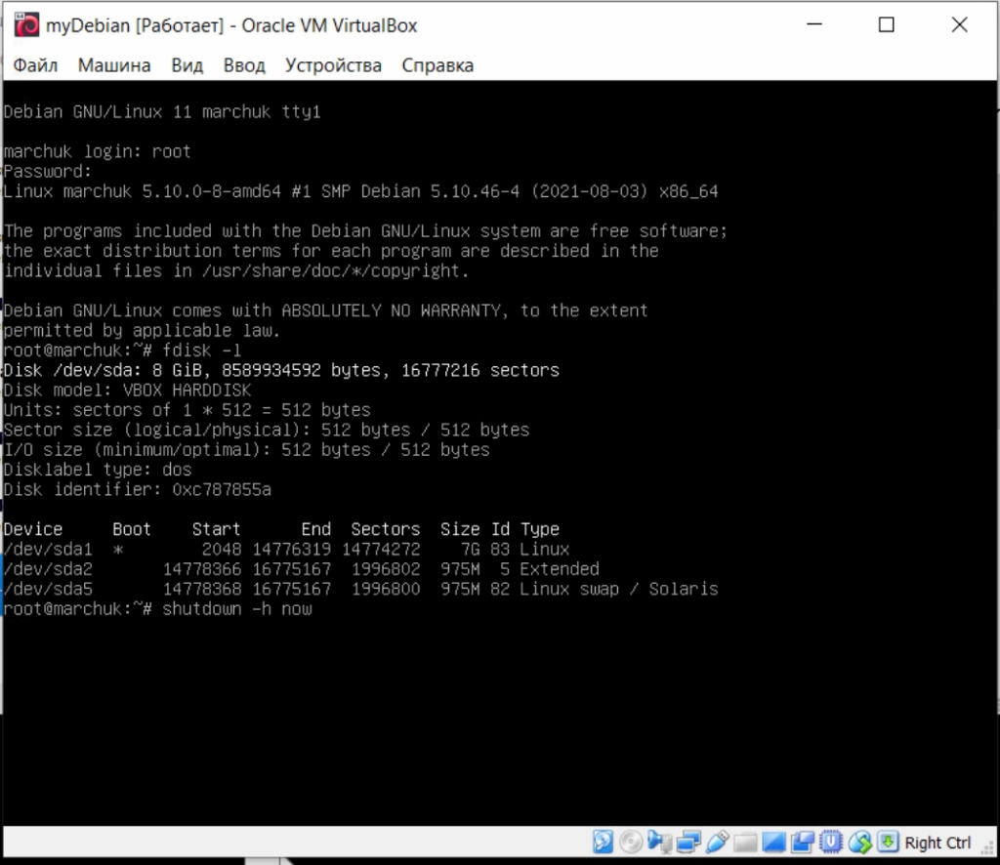 myDebian [Работает] - Oracle VM VirtualBox
Файл Машина Вид Ввод Устройства Справка
Debian GNU/Linux 11 marchuk tty1
marchuk login: root
Password:
Linux marchuk 5.10.0-8-amd64 #1 SMP Debian 5.10.46-4 (2021-08-03) x86_64
The programs included with the Debian GNU/Linux system are free software;
the exact distribution terms for each program are described in the
individual files in /usr/share/doc/*/copyright.
Debian GNU/Linux comes with ABSOLUTELY NO WARRANTY, to the extent
permitted by applicable law.
root@marchuk:~# fdisk -l
Disk /dev/sda: 8 GiB, 8589934592 bytes, 16777216 sectors
Disk model: VBOX HARDDISK
Units: sectors of 1 * 512 = 512 bytes
Sector size (logical/physical): 512 bytes / 512 bytes
I/O size (minimum/optimal): 512 bytes / 512 bytes
Disklabel type: dos
Disk identifier: 0xc787855a
Device Boot Start End Sectors Size Id Type
/dev/sda1 * 2048 14776319 14774272 7G 83 Linux
/dev/sda2 14778366 16775167 1996802 975M 5 Extended
/dev/sda5 14778368 16775167 1996800 975M 82 Linux swap / Solaris
root@marchuk:~# shutdown -h now
Right Ctrl